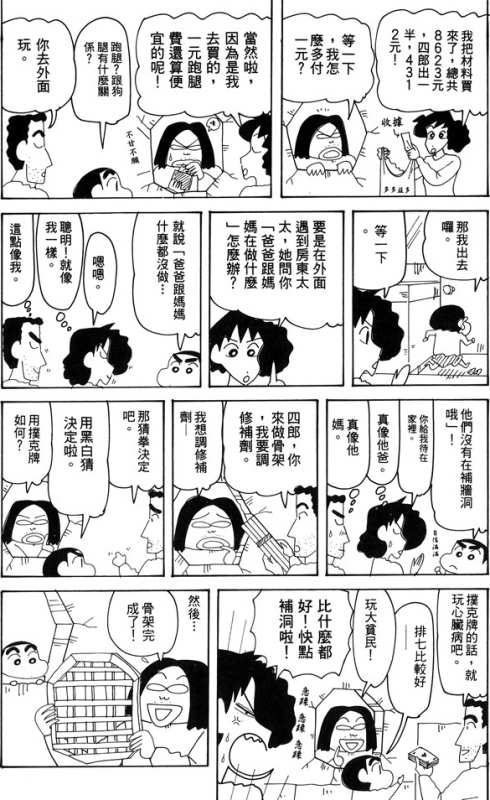 我把材料買
來了，總共
8623元
，四郎出一
半，431
2元！
收據
等一下
，我怎
麼多付
一元？
當然啦，
因為是我
去買的，
一元跑腿
費還算便
宜的呢！
不甘不願
跑腿？跟狗
腿有什麼關
係？
你去外面
玩。
那我出去
囉。
等一下
要是在外面
遇到房東太
太，她問你
「爸爸跟媽
媽在做什麼
」怎麼辦？
就說「爸爸跟媽媽
什麼都沒做…
嗯嗯。
聰明！就像
我一樣。
這點像我。
他們沒有在補牆洞
哦」！
你給我待在
家裡。
自信滿滿
真像他爸。
真像他
媽。
四郎，你
來做骨架
，我要調
修補劑。
我想調修補
劑—
那猜拳決定
吧。
用黑白猜
決定啦。
用撲克牌
如何？
撲克牌的話，就
玩心臟病吧。
——排七比較好
玩大貧民！
比什麼都
好！快點
補洞啦！
急躁
急躁
急躁
然後…
骨架完
成了！